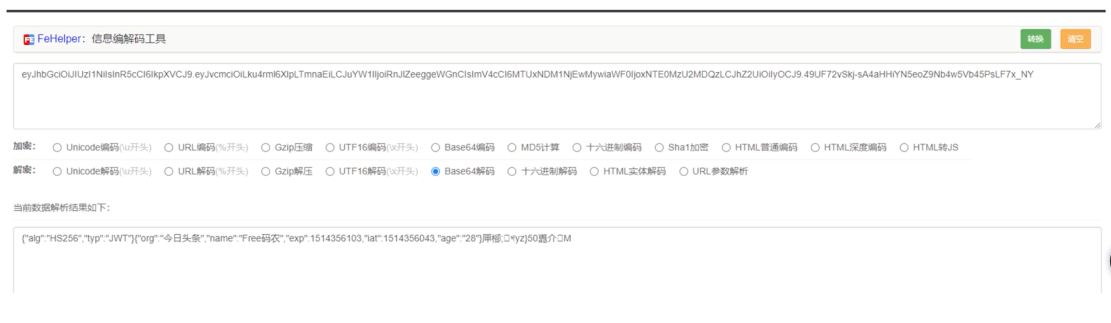 FeHelper：信息编解码工具
转换
清空
eyJhbGciOiJIUzI1NiIsInR5cCI6IkpXVCJ9.eyJvcmciOiLku4rml6XlpLTmnaEiLCJuYW1lIjoiRnJlZeeggeWGnCIsImV4cCI6MTUxNDM1NjEwMywiaWF0IjoxNTE0MzU2MDQzLCJhZ2UiOiIyOCJ9.49UF72vSkj-sA4aHHiYN5eoZ9Nb4w5Vb45PsLF7x_NY
加密： Unicode编码(\u开头) URL编码(%开头) Gzip压缩 UTF16编码(\x开头) Base64编码 MD5计算 十六进制编码 Sha1加密 HTML普通编码 HTML深度编码 HTML转JS
解密： Unicode解码(\u开头) URL解码(%开头) Gzip解压 UTF16解码(\x开头) Base64解码 十六进制解码 HTML实体解码 URL参数解析
当前数据解析结果如下：
{"alg":"HS256","typ":"JWT"}{"org":"今日头条","name":"Free码农","exp":1514356103,"iat":1514356043,"age":"28"}